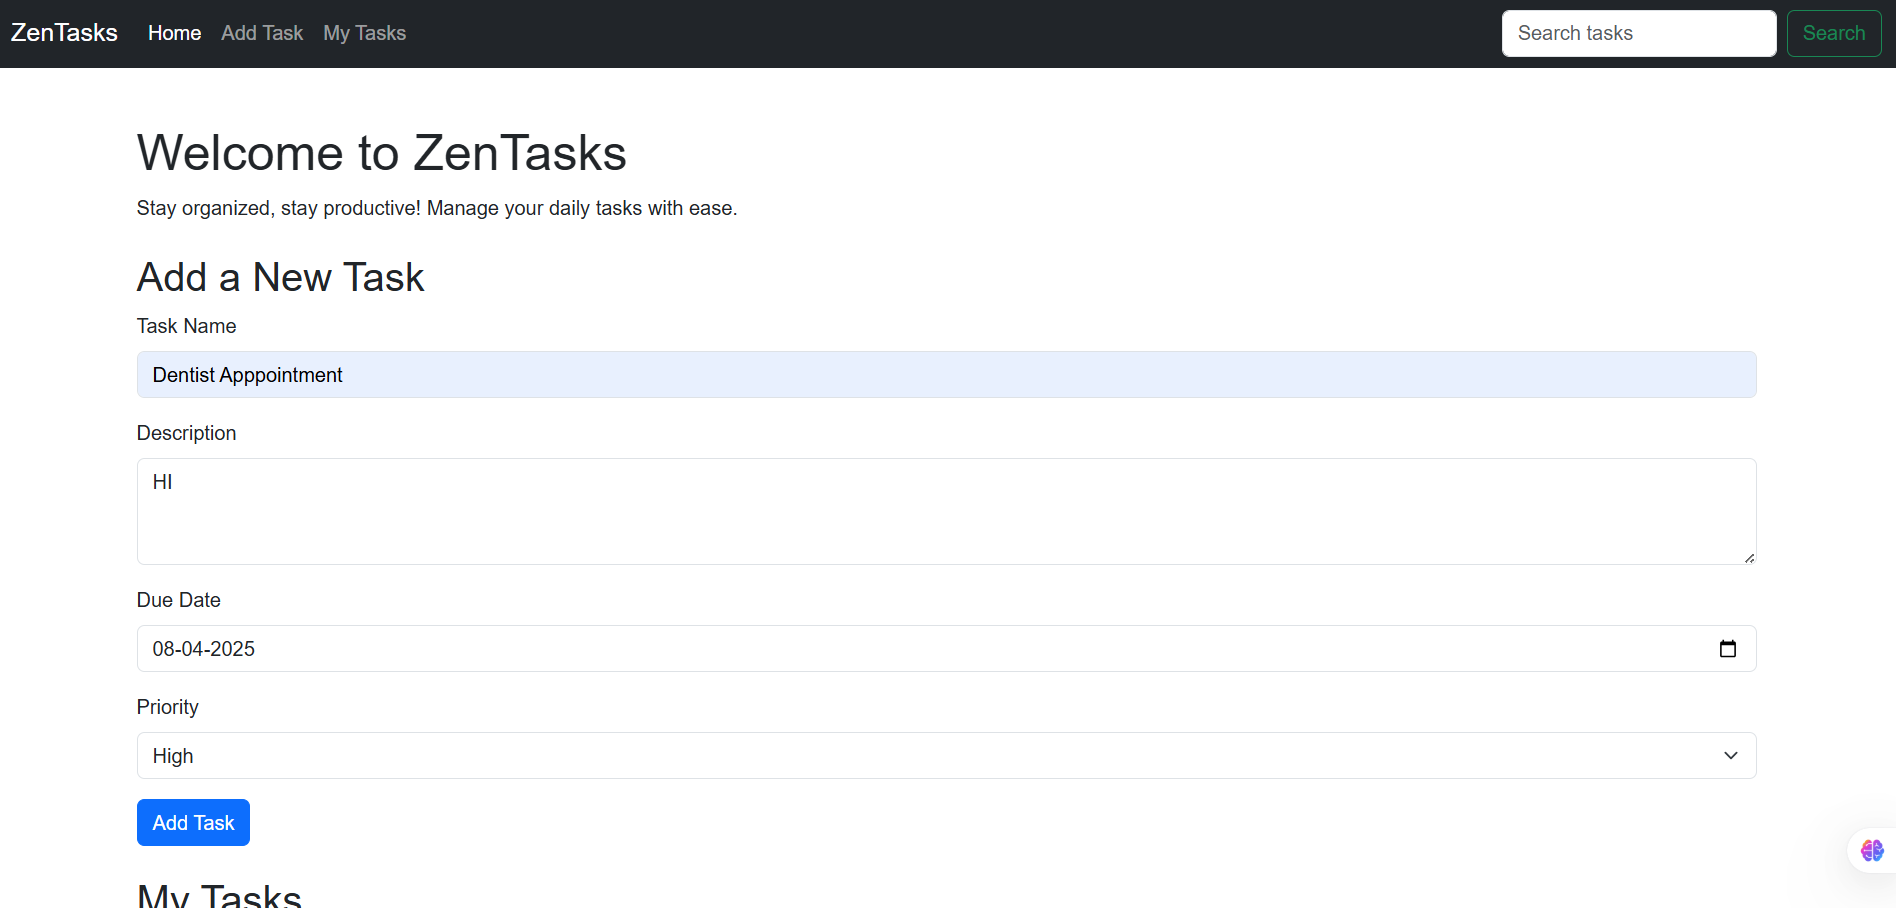 ZenTasks Home Add Task My Tasks Search tasks Search
Welcome to ZenTasks
Stay organized, stay productive! Manage your daily tasks with ease.
Add a New Task
Task Name
Dentist Apppointment
Description
HI
Due Date
08-04-2025
Priority
High
Add Task
My Tasks